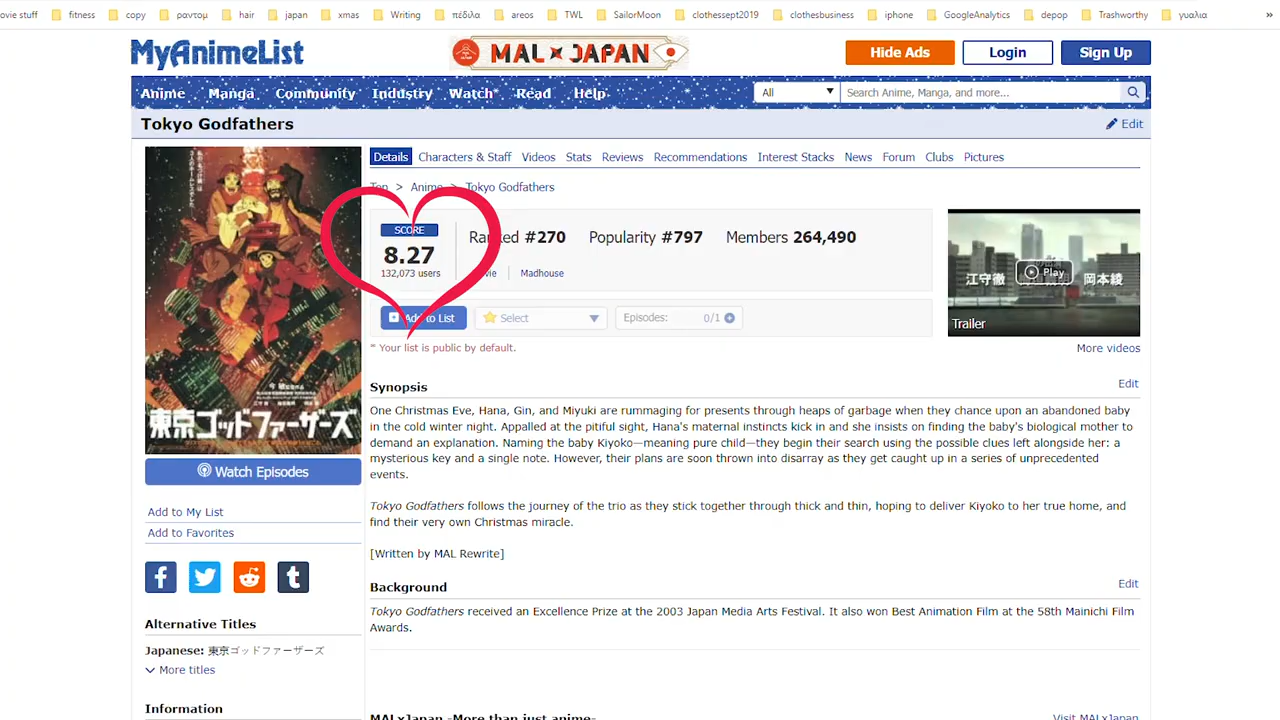 ovie stuff fitness copy ραντου hair japan xmas Writing πέδιλα areos TWL SailorMoon clothessept2019 clothesbusiness iphone GoogleAnalytics depop Trashworthy γυαλια »
MyAnimeList MAL × JAPAN Hide Ads Login Sign Up
Anime Manga Community Industry Watch Read Help All Search Anime, Manga, and more...
Tokyo Godfathers Edit
Details Characters & Staff Videos Stats Reviews Recommendations Interest Stacks News Forum Clubs Pictures
Top > Anime > Tokyo Godfathers
SCORE
8.27
132,073 users
Ranked #270 Popularity #797 Members 264,490
Madhouse
江守徹 岡本綾
Play
Trailer
Add to List Select Episodes: 0/1
* Your list is public by default.
More videos
東京ゴッドファーザーズ
Watch Episodes
Add to My List
Add to Favorites
Alternative Titles
Japanese: 東京ゴッドファーザーズ
More titles
Information
Synopsis Edit
One Christmas Eve, Hana, Gin, and Miyuki are rummaging for presents through heaps of garbage when they chance upon an abandoned baby
in the cold winter night. Appalled at the pitiful sight, Hana's maternal instincts kick in and she insists on finding the baby's biological mother to
demand an explanation. Naming the baby Kiyoko—meaning pure child—they begin their search using the possible clues left alongside her: a
mysterious key and a single note. However, their plans are soon thrown into disarray as they get caught up in a series of unprecedented
events.
Tokyo Godfathers follows the journey of the trio as they stick together through thick and thin, hoping to deliver Kiyoko to her true home, and
find their very own Christmas miracle.
[Written by MAL Rewrite]
Background Edit
Tokyo Godfathers received an Excellence Prize at the 2003 Japan Media Arts Festival. It also won Best Animation Film at the 58th Mainichi Film
Awards.
MALxJapan -More than just anime- Visit MALxJapan